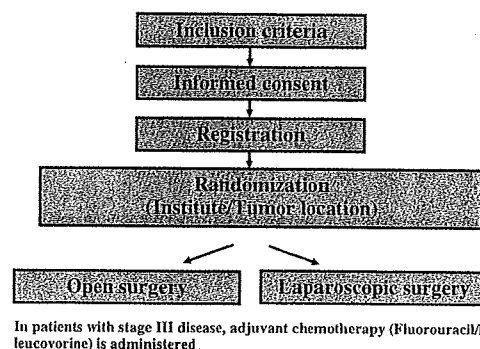 Inclusion criteria
Informed consent
Registration
Randomization
(Institute/Tumor location)
Open surgery
Laparoscopic surgery
In patients with stage III disease, adjuvant chemotherapy (Fluorouracil/
leucovorine) is administered